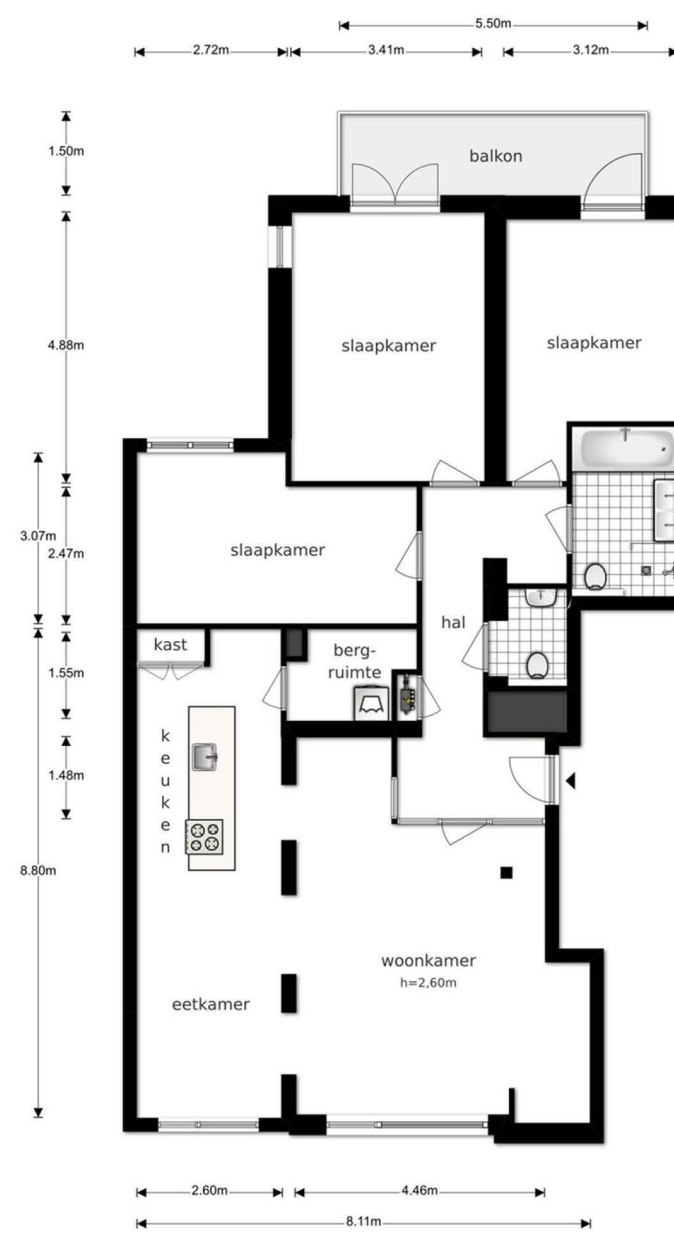 5.50m
2.72m
3.41m
3.12m
1.50m
balkon
4.88m
slaapkamer
slaapkamer
3.07m
2.47m
slaapkamer
hal
kast
berg-
ruimte
1.55m
keuken
1.48m
8.80m
woonkamer
h=2,60m
eetkamer
2.60m
4.46m
8.11m